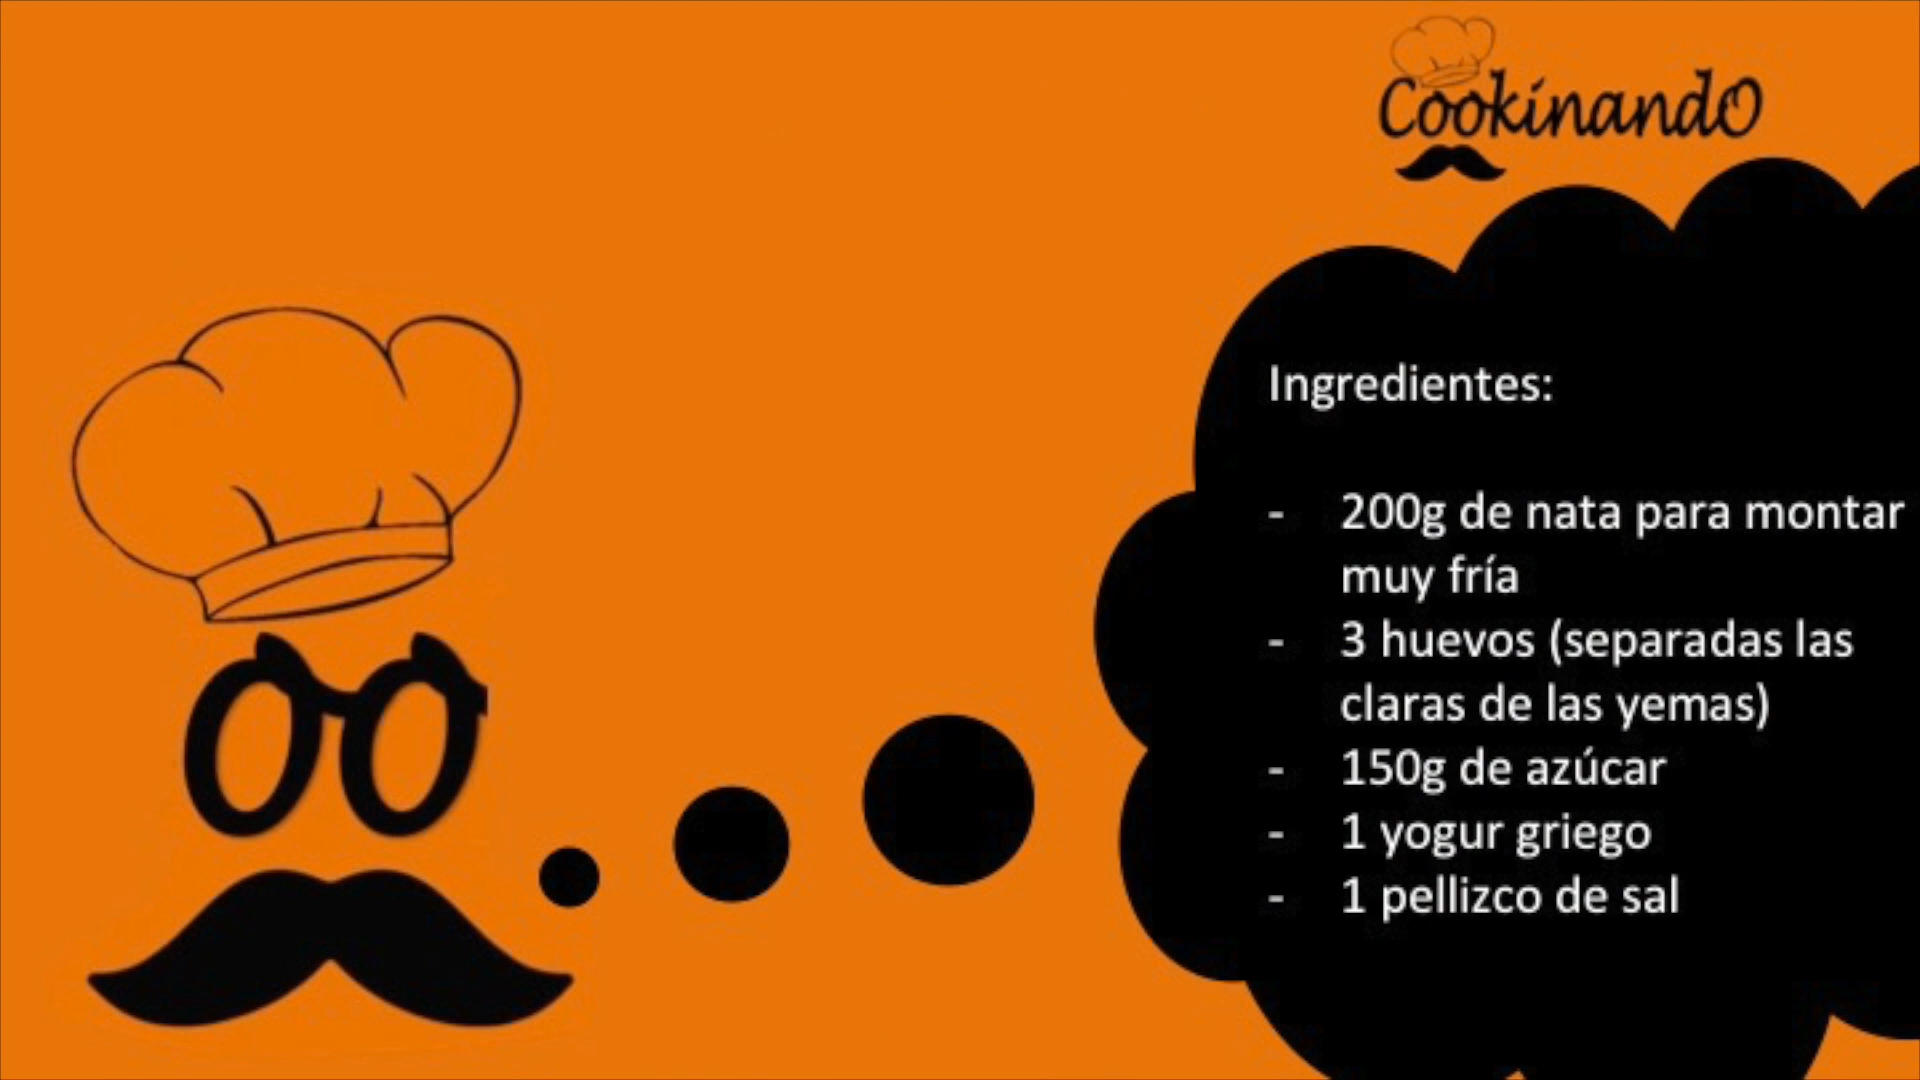 CookinandO
Ingredientes:
- 200g de nata para montar
muy fría
- 3 huevos (separadas las
claras de las yemas)
- 150g de azúcar
- 1 yogur griego
- 1 pellizco de sal